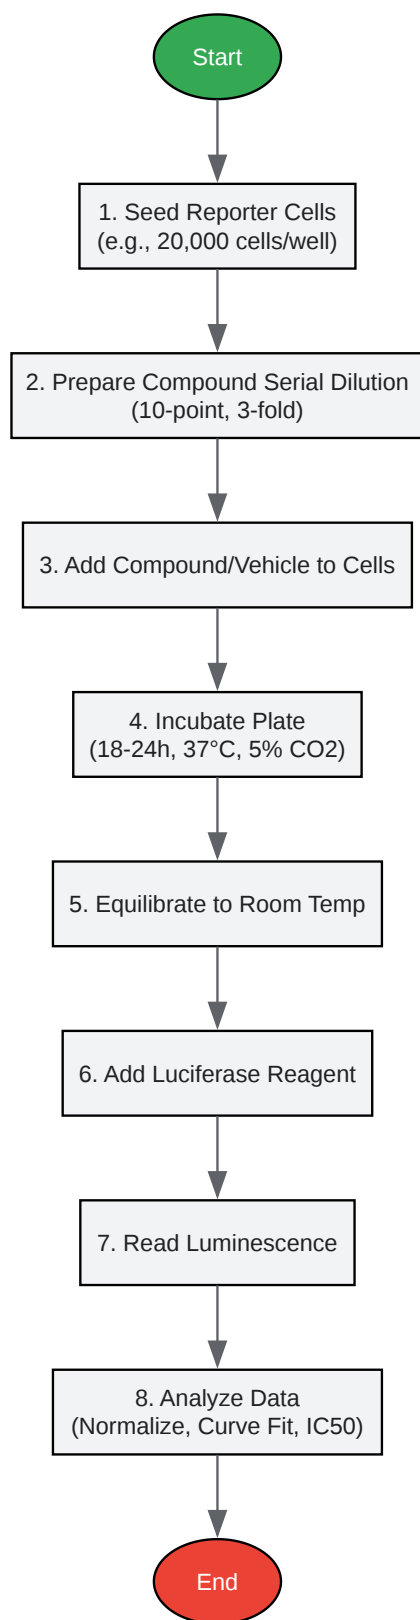 Start
1. Seed Reporter Cells
(e.g., 20,000 cells/well)
2. Prepare Compound Serial Dilution
(10-point, 3-fold)
3. Add Compound/Vehicle to Cells
4. Incubate Plate
(18-24h, 37°C, 5% CO2)
5. Equilibrate to Room Temp
6. Add Luciferase Reagent
7. Read Luminescence
8. Analyze Data
(Normalize, Curve Fit, IC50)
End